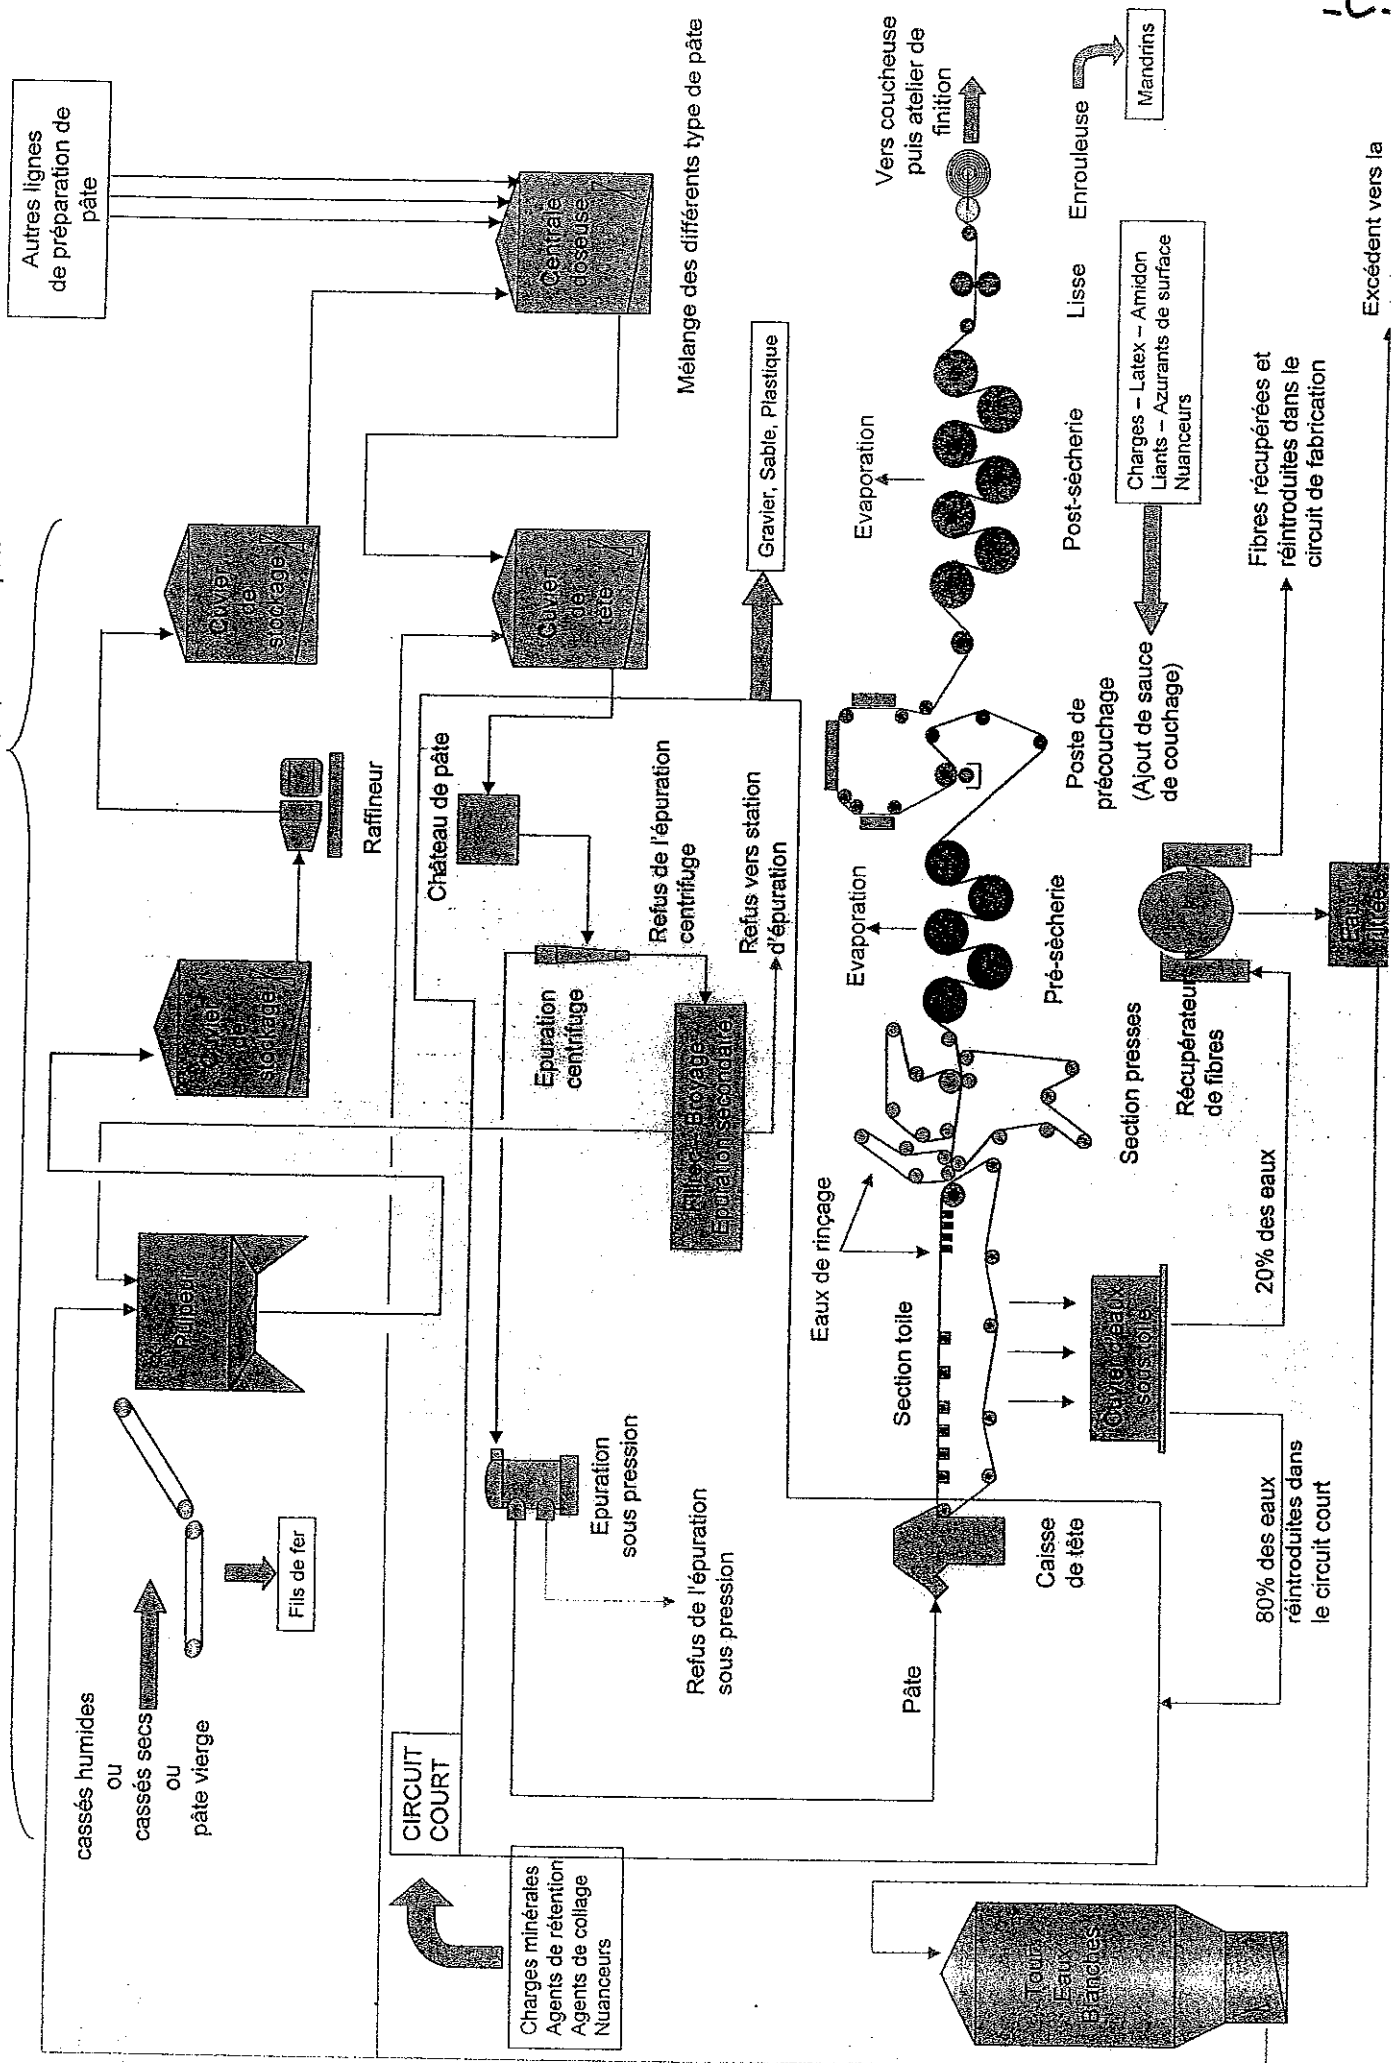 cassés humides
ou
cassés secs
ou
pâte vierge
Fils de fer
Pulpeur
Cuvier
de
stockage
Raffineur
Cuvier
de
stockage
Autres lignes
de préparation de
pâte
Centrale
doseuse
Mélange des différents type de pâte
Cuvier
de
tête
Château de pâte
Epuration
centrifuge
Refus de l'épuration
centrifuge
Epuration secondaire
Refus vers station
d'épuration
Gravier, Sable, Plastique
Epuration
sous pression
Refus de l'épuration
sous pression
CIRCUIT
COURT
Charges minérales
Agents de rétention
Agents de collage
Nuanceurs
Pâte
Caisse
de tête
Section toile
Eaux de rinçage
Section presses
Evaporation
Pré-sècherie
Poste de
précouchage
(Ajout de sauce
de couchage)
Charges – Latex – Amidon
Liants – Azurants de surface
Nuanceurs
Evaporation
Post-sècherie
Lisse
Enrouleuse
Mandrins
Vers coucheuse
puis atelier de
finition
Cuvier d'eaux
sous toile
80% des eaux
réintroduites dans
le circuit court
20% des eaux
Récupérateur
de fibres
Fibres récupérées et
réintroduites dans le
circuit de fabrication
Eaux
filtrées
Excédent vers la
Tour
Eaux
Blanches